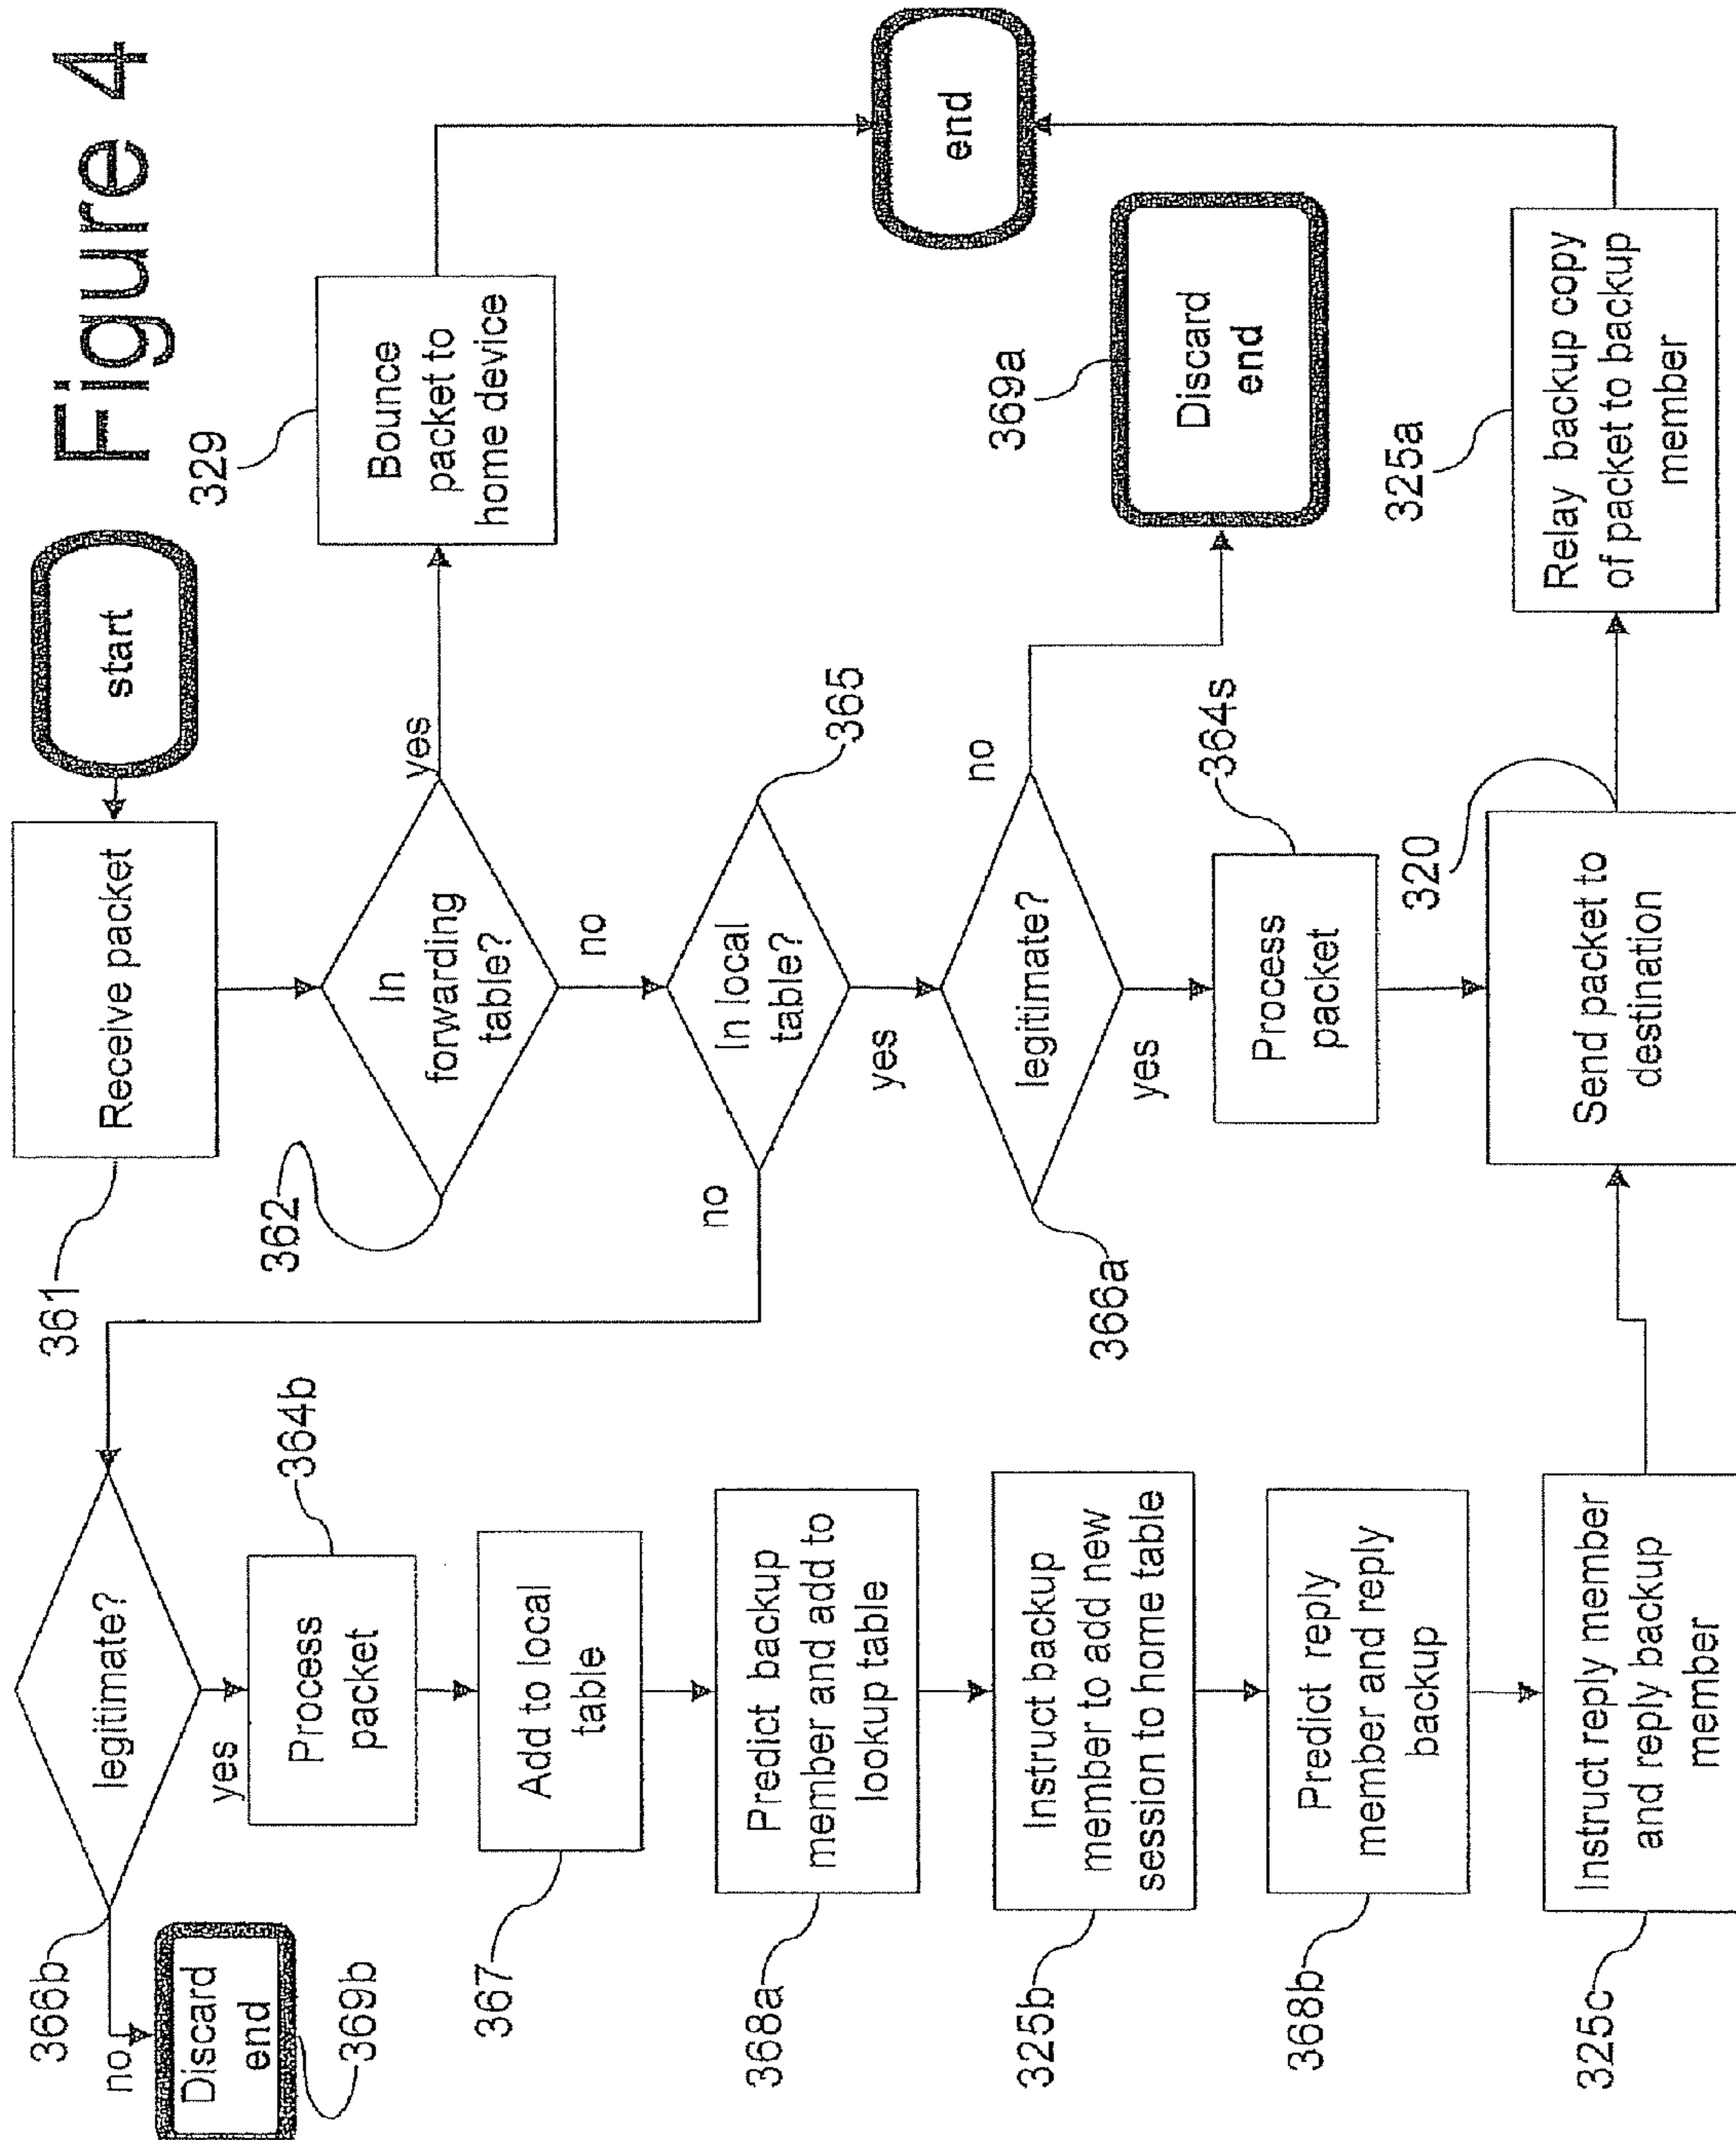 Figure 4
start
361
Receive packet
362
In
forwarding
table?
yes
329
Bounce
packet to
home device
end
no
365
In local
table?
no
yes
366a
legitimate?
no
369a
Discard
end
yes
364s
Process
packet
320
Send packet to
destination
325a
Relay backup copy
of packet to backup
member
366b
legitimate?
no
Discard
end
369b
yes
364b
Process
packet
367
Add to local
table
368a
Predict backup
member and add to
lookup table
325b
Instruct backup
member to add new
session to home table
368b
Predict reply
member and reply
backup
325c
Instruct reply member
and reply backup
member